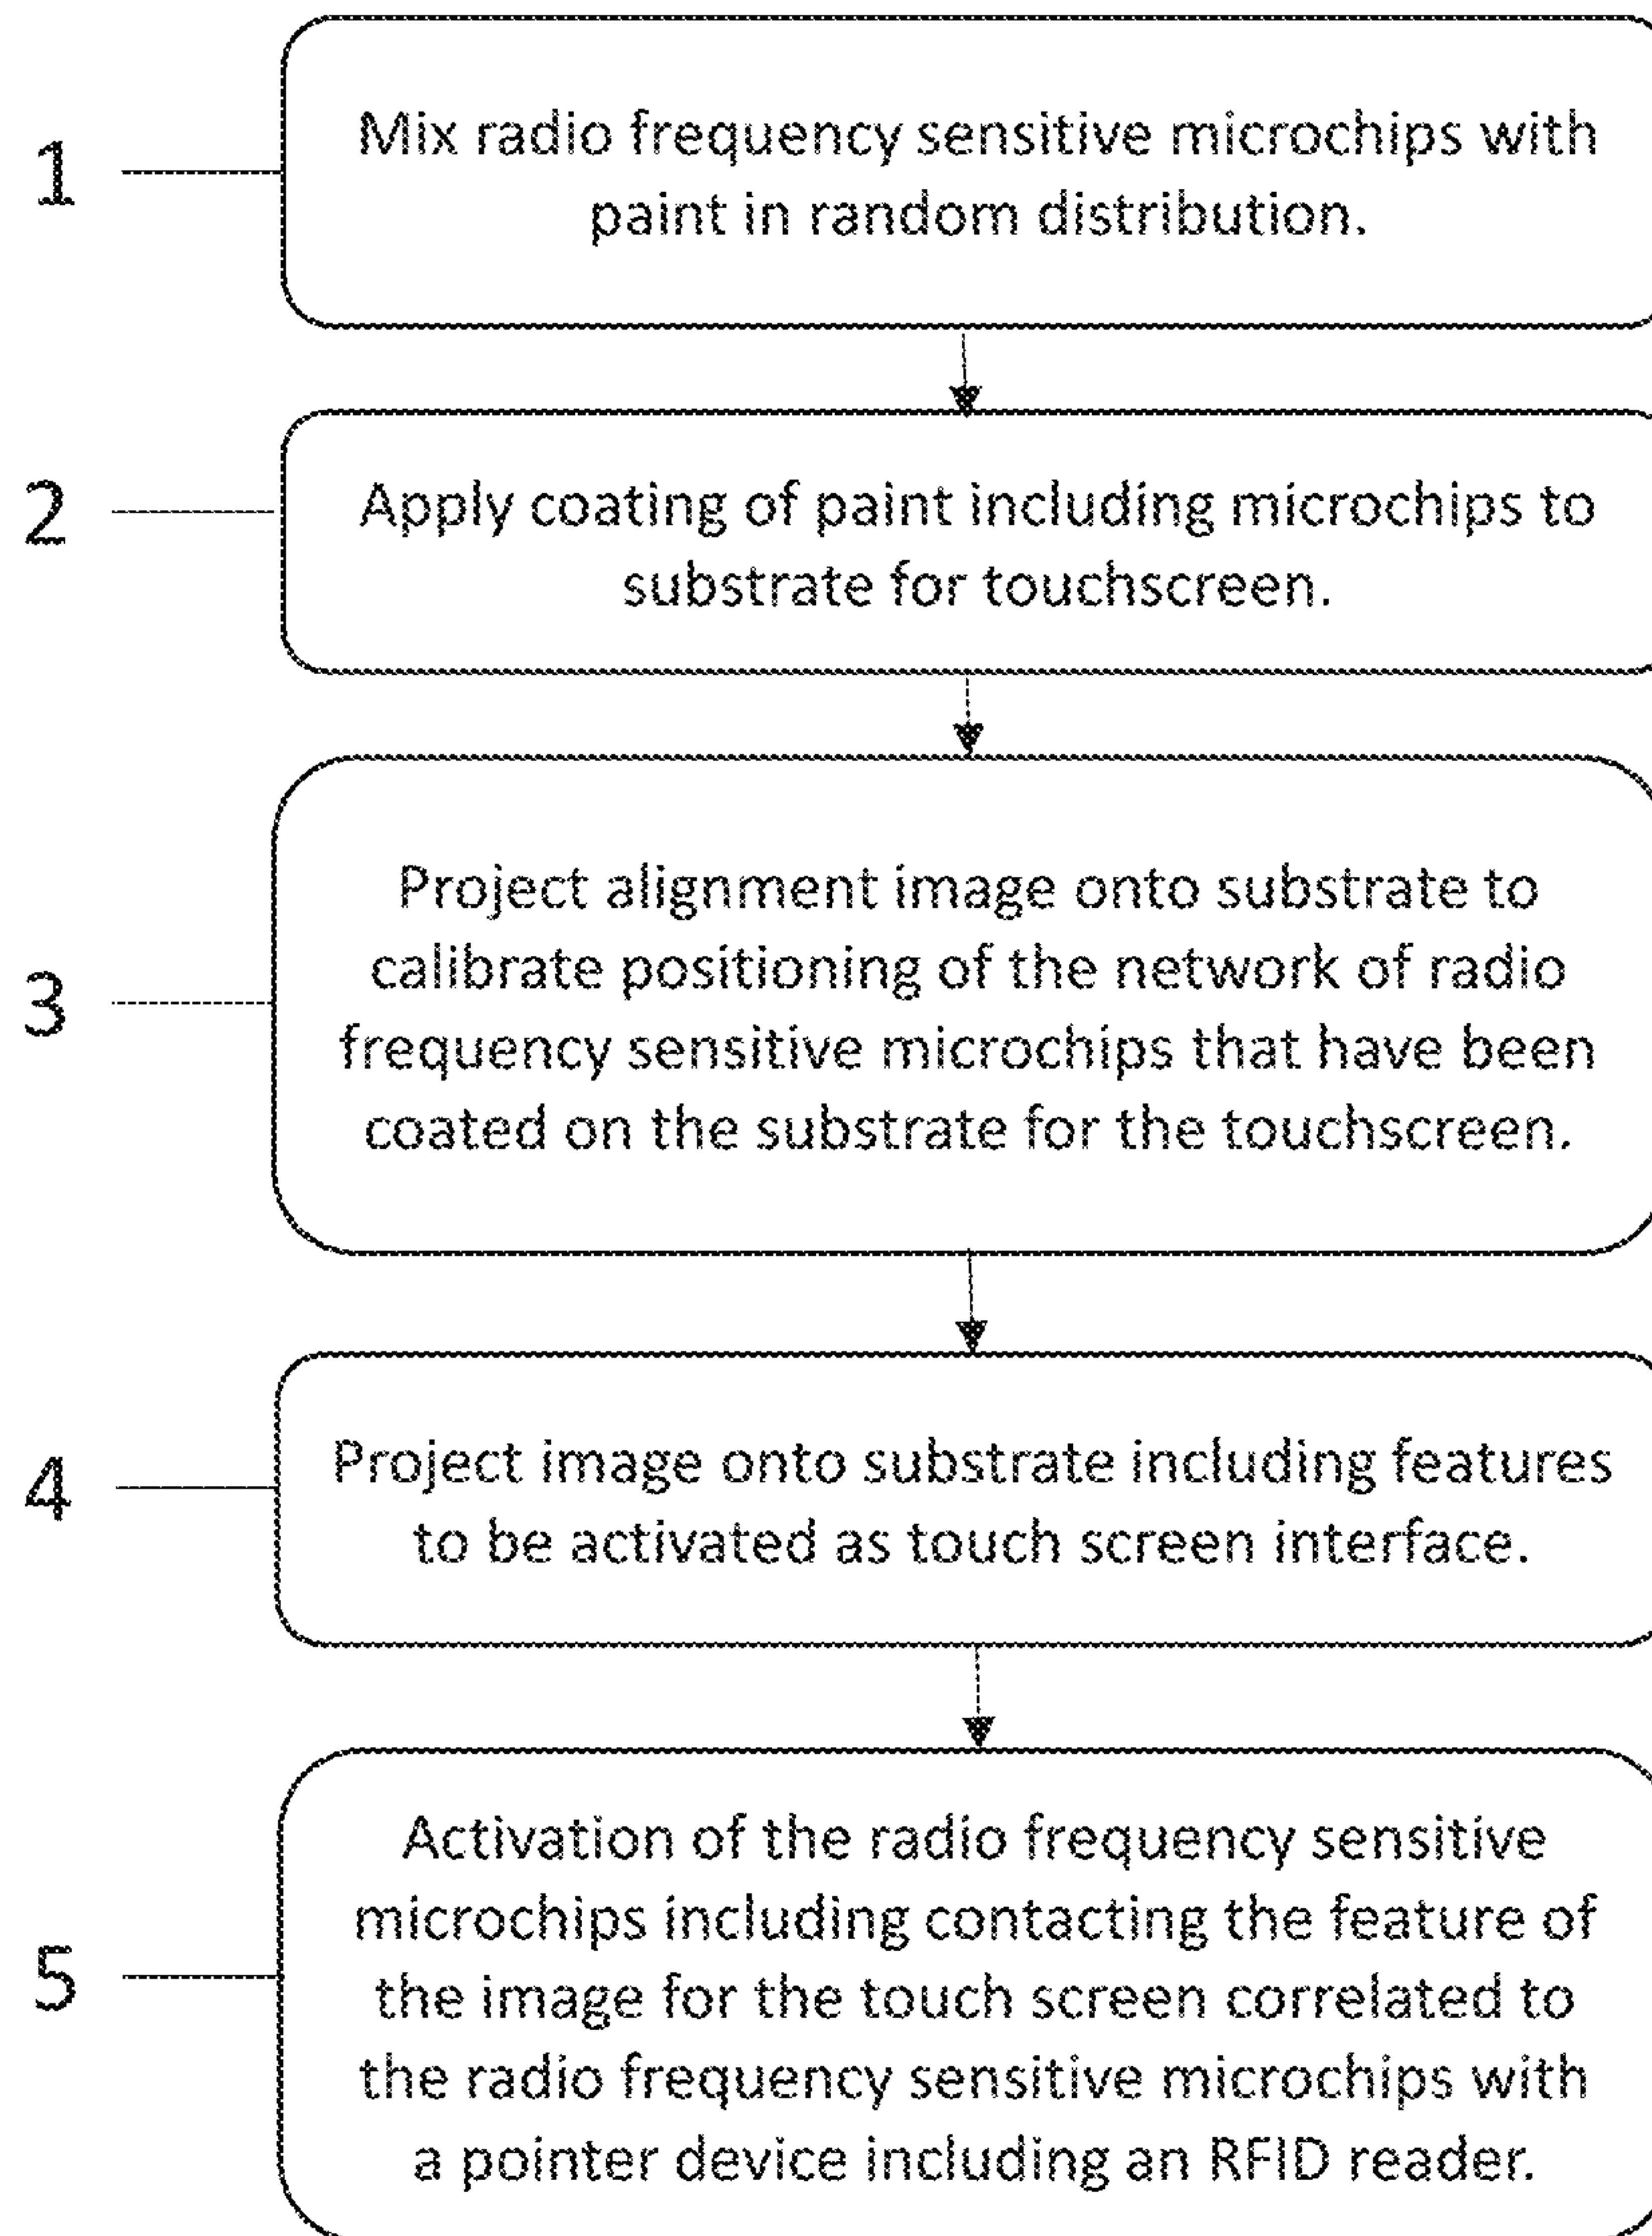 1
Mix radio frequency sensitive microchips with
paint in random distribution.
2
Apply coating of paint including microchips to
substrate for touchscreen.
3
Project alignment image onto substrate to
calibrate positioning of the network of radio
frequency sensitive microchips that have been
coated on the substrate for the touchscreen.
4
Project image onto substrate including features
to be activated as touch screen interface.
5
Activation of the radio frequency sensitive
microchips including contacting the feature of
the image for the touch screen correlated to
the radio frequency sensitive microchips with
a pointer device including an RFID reader.